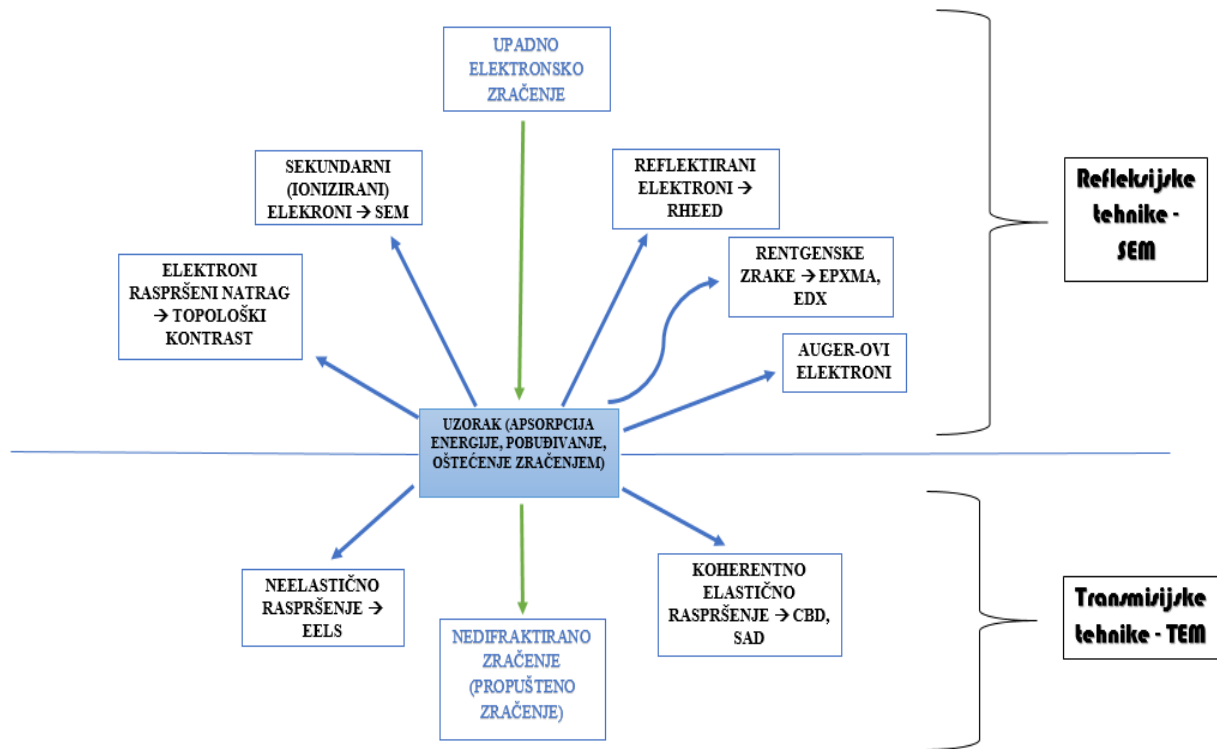 UPADNO
ELEKTRONSKO
ZRAČENJE
SEKUNDARNI
(IONIZIRANI)
ELEKRONI → SEM
REFLEKTIRANI
ELEKTRONI →
RHEED
Refleksijske
tehnike -
SEM
ELEKTRONI
RASPRŠENI NATRAG
→ TOPOLOŠKI
KONTRAST
RENTGENSKE
ZRAKE → EPXMA,
EDX
AUGER-OVI
ELEKTRONI
UZORAK (APSORPCIJA
ENERGIJE, POBUĐIVANJE,
OŠTEĆENJE ZRAČENJEM)
NEELASTIČNO
RASPRŠENJE →
EELS
NEDIFRAKTIRANO
ZRAČENJE
(PROPUŠTENO
ZRAČENJE)
KOHERENTNO
ELASTIČNO
RASPRŠENJE → CBD,
SAD
Transmisijske
tehnike - TEM